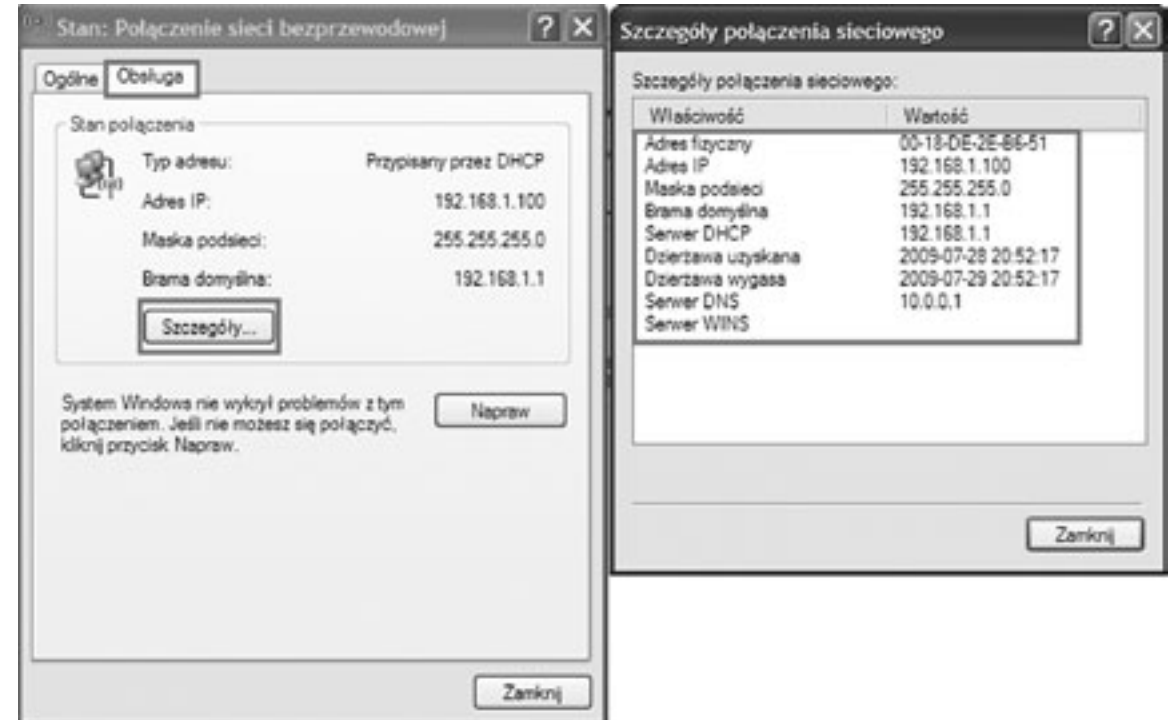 Stan: Połączenie sieci bezprzewodowej
Ogólne Obsługa
Stan połączenia
Typ adresu: Przypisany przez DHCP
Adres IP: 192.168.1.100
Maska podsieci: 255.255.255.0
Brama domyślna: 192.168.1.1
Szczegóły...
System Windows nie wykrył problemów z tym
połączeniem. Jeśli nie możesz się połączyć,
kliknij przycisk Napraw.
Napraw
Zamknij
Szczegóły połączenia sieciowego
Szczegóły połączenia sieciowego:
Właściwość Wartość
Adres fizyczny 00-18-DE-2E-B6-51
Adres IP 192.168.1.100
Maska podsieci 255.255.255.0
Brama domyślna 192.168.1.1
Serwer DHCP 192.168.1.1
Dzierżawa uzyskana 2009-07-28 20:52:17
Dzierżawa wygasa 2009-07-29 20:52:17
Serwer DNS 10.0.0.1
Serwer WINS
Zamknij